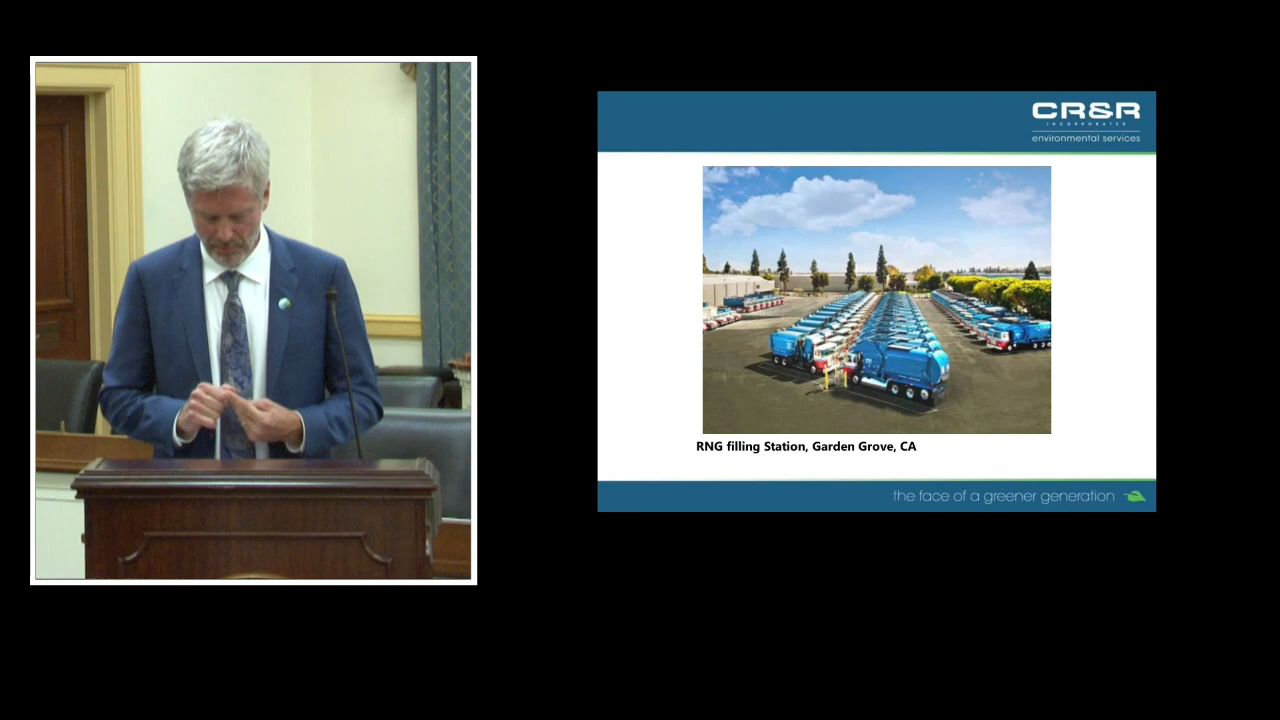 CR&R
INCORPORATED
environmental services
RNG filling Station, Garden Grove, CA
the face of a greener generation